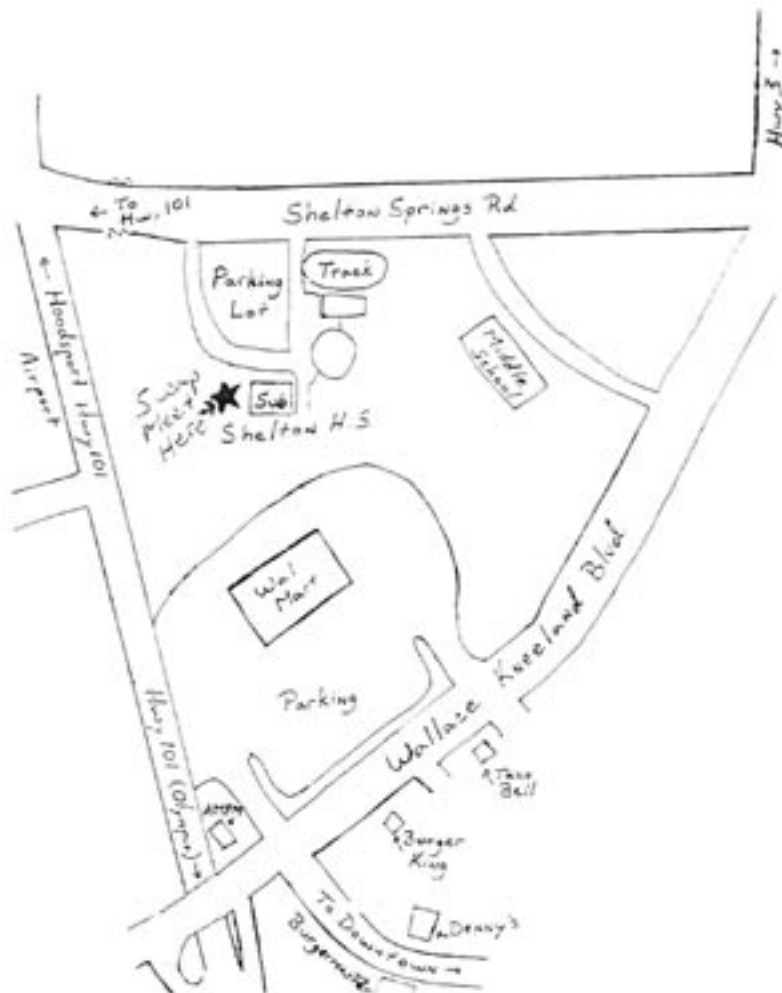 Hwy 3 →
← To
Hwy. 101
Shelton Springs Rd
Parking
Lot
Track
← Hoodsport Hwy 101
Airport
Middle
School
Swap
Meet
Here
Sub
Shelton H.S.
Wal
Mart
Parking
Wallace Kneeland Blvd
Hwy 101 (Olympia) →
Taco
Bell
Burger
King
Denny's
To Downtown →